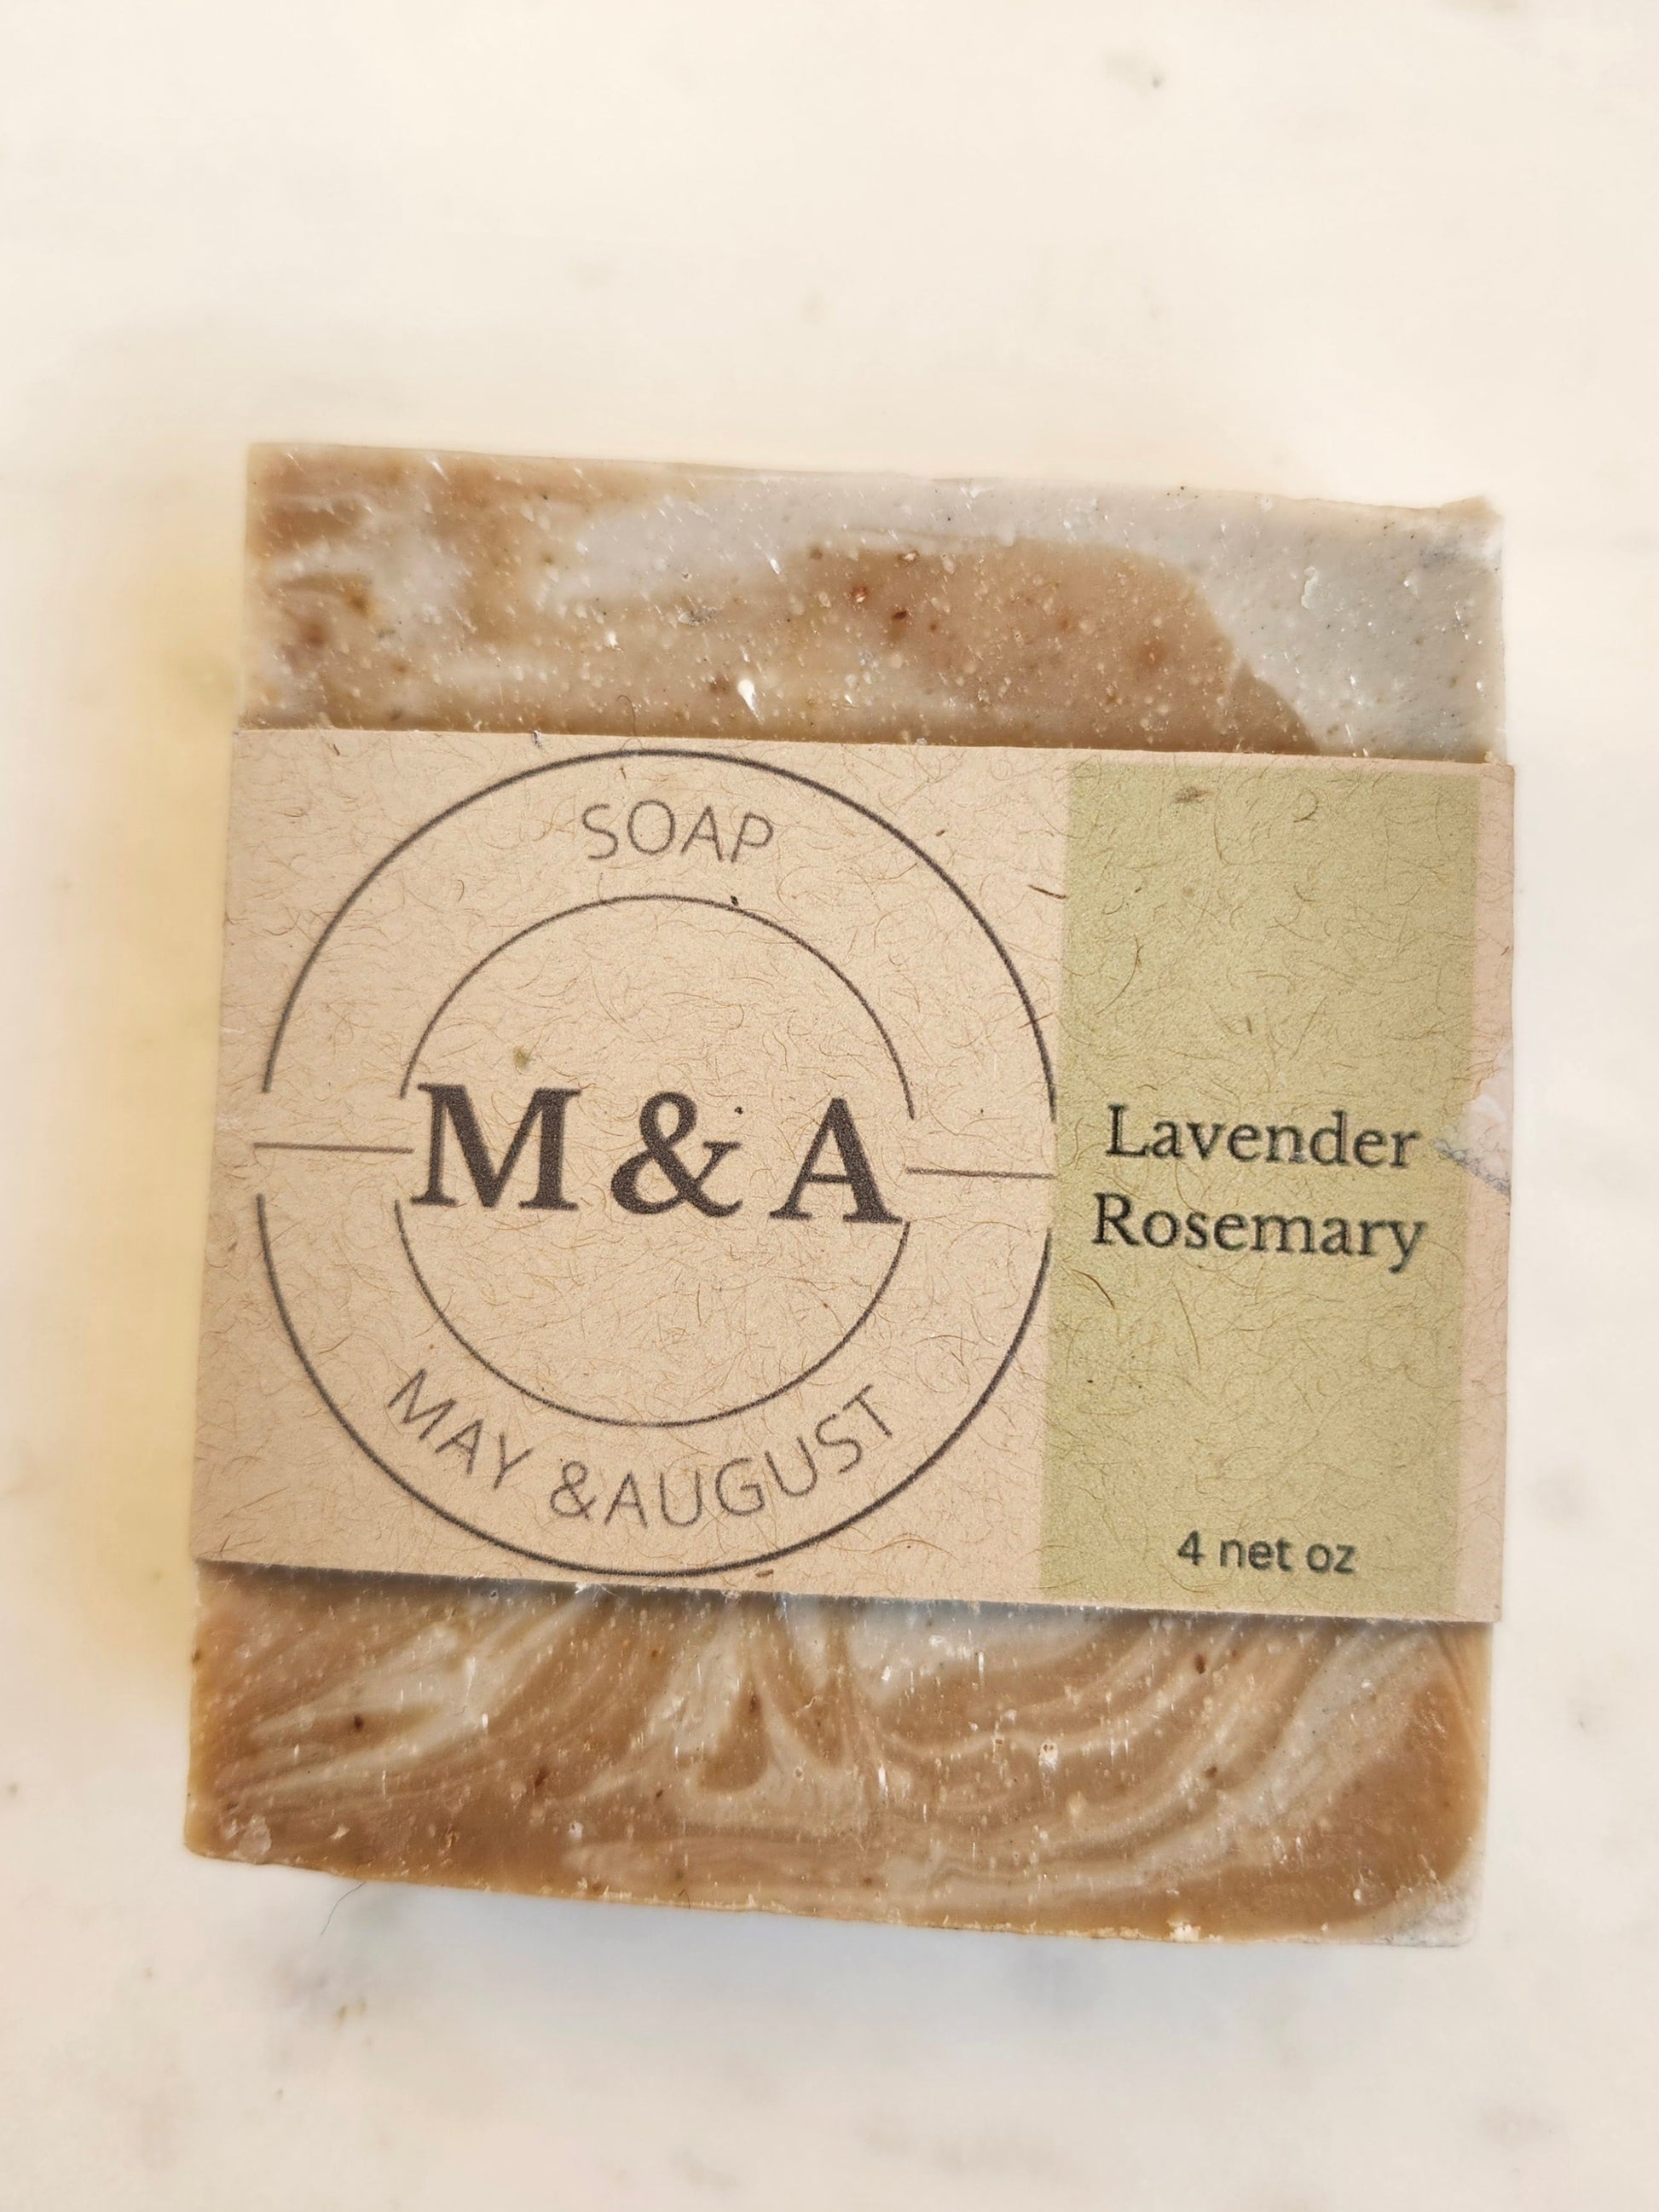 SOAP
M & A
MAY &AUGUST
Lavender
Rosemary
4 net oz